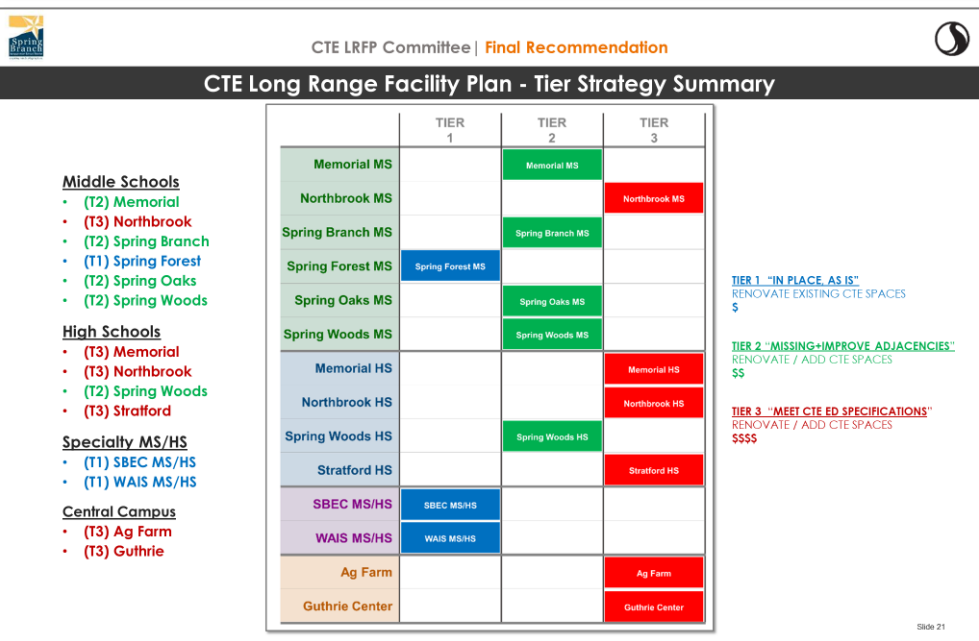 Spring
Branch
CTE LRFP Committee| Final Recommendation
CTE Long Range Facility Plan - Tier Strategy Summary
Middle Schools
• (T2) Memorial
• (T3) Northbrook
• (T2) Spring Branch
• (T1) Spring Forest
• (T2) Spring Oaks
• (T2) Spring Woods
High Schools
• (T3) Memorial
• (T3) Northbrook
• (T2) Spring Woods
• (T3) Stratford
Specialty MS/HS
• (T1) SBEC MS/HS
• (T1) WAIS MS/HS
Central Campus
• (T3) Ag Farm
• (T3) Guthrie
TIER 1 TIER 2 TIER 3
Memorial MS Memorial MS
Northbrook MS Northbrook MS
Spring Branch MS Spring Branch MS
Spring Forest MS Spring Forest MS
Spring Oaks MS Spring Oaks MS
Spring Woods MS Spring Woods MS
Memorial HS Memorial HS
Northbrook HS Northbrook HS
Spring Woods HS Spring Woods HS
Stratford HS Stratford HS
SBEC MS/HS SBEC MS/HS
WAIS MS/HS WAIS MS/HS
Ag Farm Ag Farm
Guthrie Center Guthrie Center
TIER 1 "IN PLACE, AS IS"
RENOVATE EXISTING CTE SPACES
$
TIER 2 "MISSING+IMPROVE ADJACENCIES"
RENOVATE / ADD CTE SPACES
$$
TIER 3 "MEET CTE ED SPECIFICATIONS"
RENOVATE / ADD CTE SPACES
$$$$
Slide 21